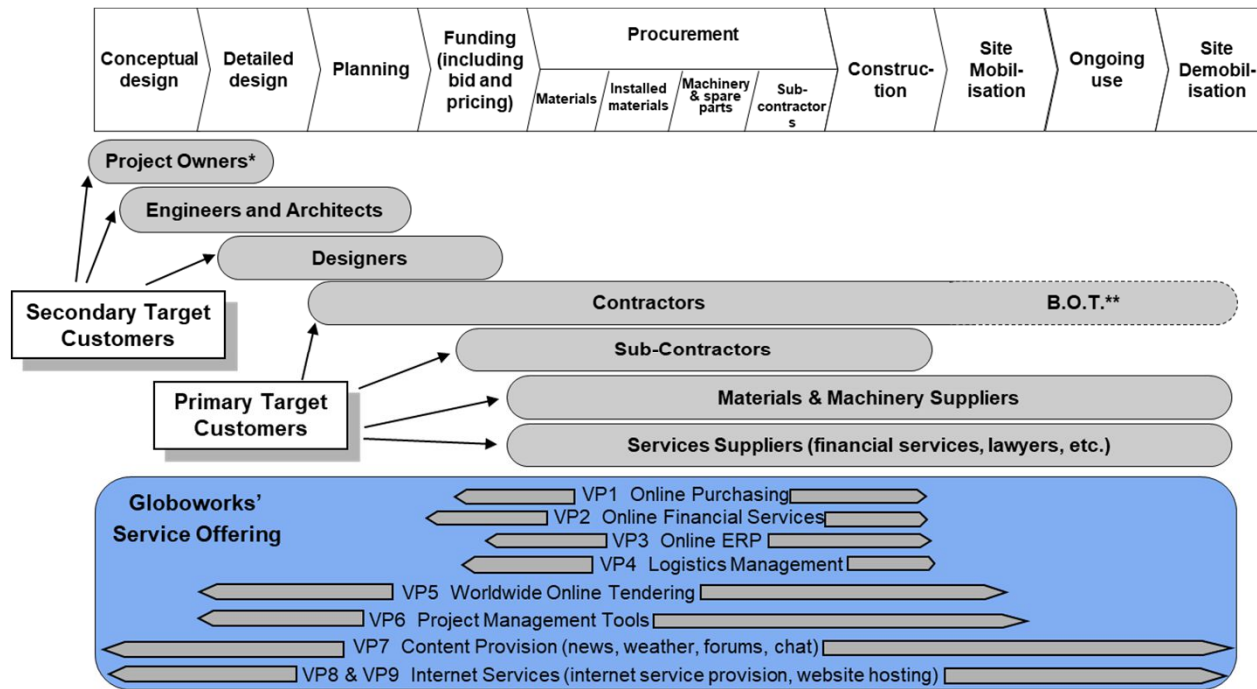 Conceptual
design
Detailed
design
Planning
Funding
(including
bid and
pricing)
Procurement
Materials
Installed
materials
Machinery
& spare
parts
Sub-
contractor
s
Construc-
tion
Site
Mobil-
isation
Ongoing
use
Site
Demobil-
isation
Project Owners*
Engineers and Architects
Designers
Secondary Target
Customers
Contractors
B.O.T.**
Sub-Contractors
Primary Target
Customers
Materials & Machinery Suppliers
Services Suppliers (financial services, lawyers, etc.)
Globoworks'
Service Offering
VP1 Online Purchasing
VP2 Online Financial Services
VP3 Online ERP
VP4 Logistics Management
VP5 Worldwide Online Tendering
VP6 Project Management Tools
VP7 Content Provision (news, weather, forums, chat)
VP8 & VP9 Internet Services (internet service provision, website hosting)